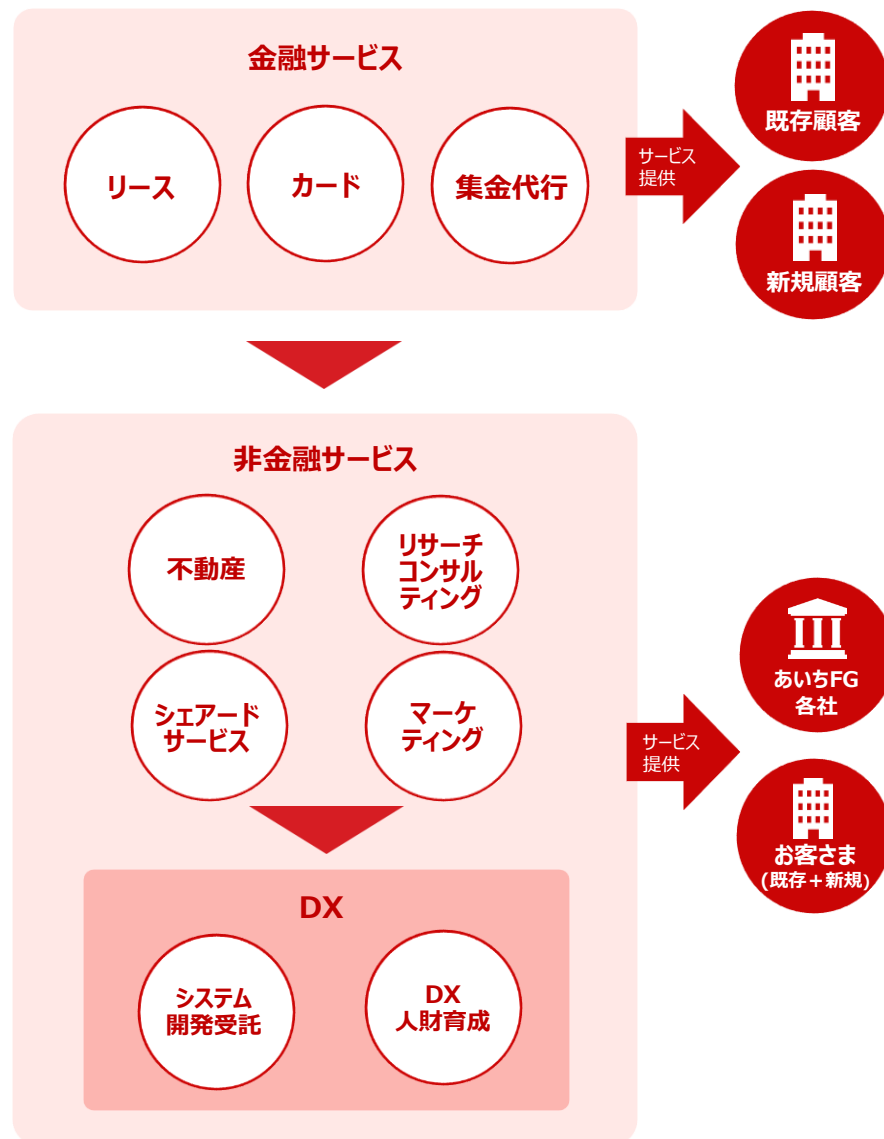 金融サービス
リース
カード
集金代行
サービス
提供
既存顧客
新規顧客
非金融サービス
不動産
リサーチ
コンサル
ティング
シェアード
サービス
マーケ
ティング
サービス
提供
あいちFG
各社
お客さま
(既存＋新規)
DX
システム
開発受託
DX
人財育成